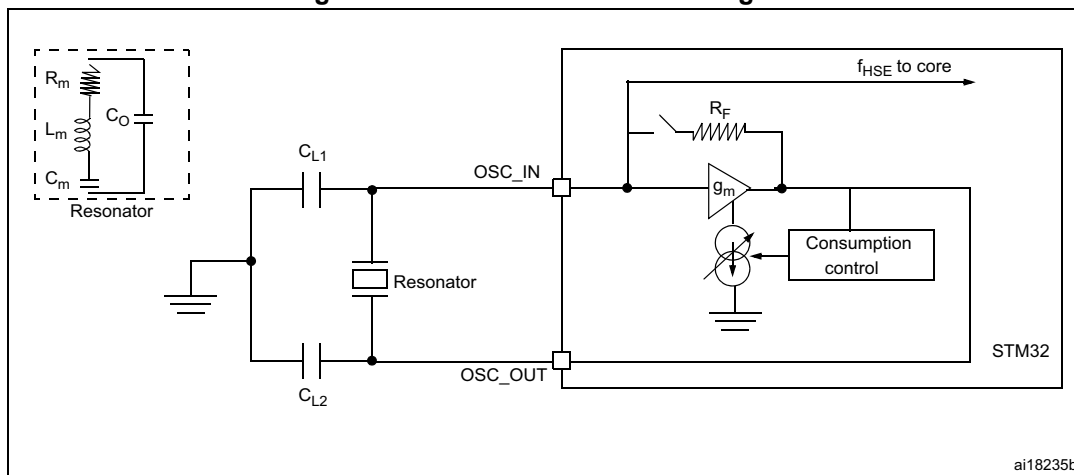 f_HSE to core
R_m
R_F
C_O
L_m
C_L1
OSC_IN
C_m
g_m
Resonator
Consumption
control
Resonator
STM32
OSC_OUT
C_L2
ai18235b